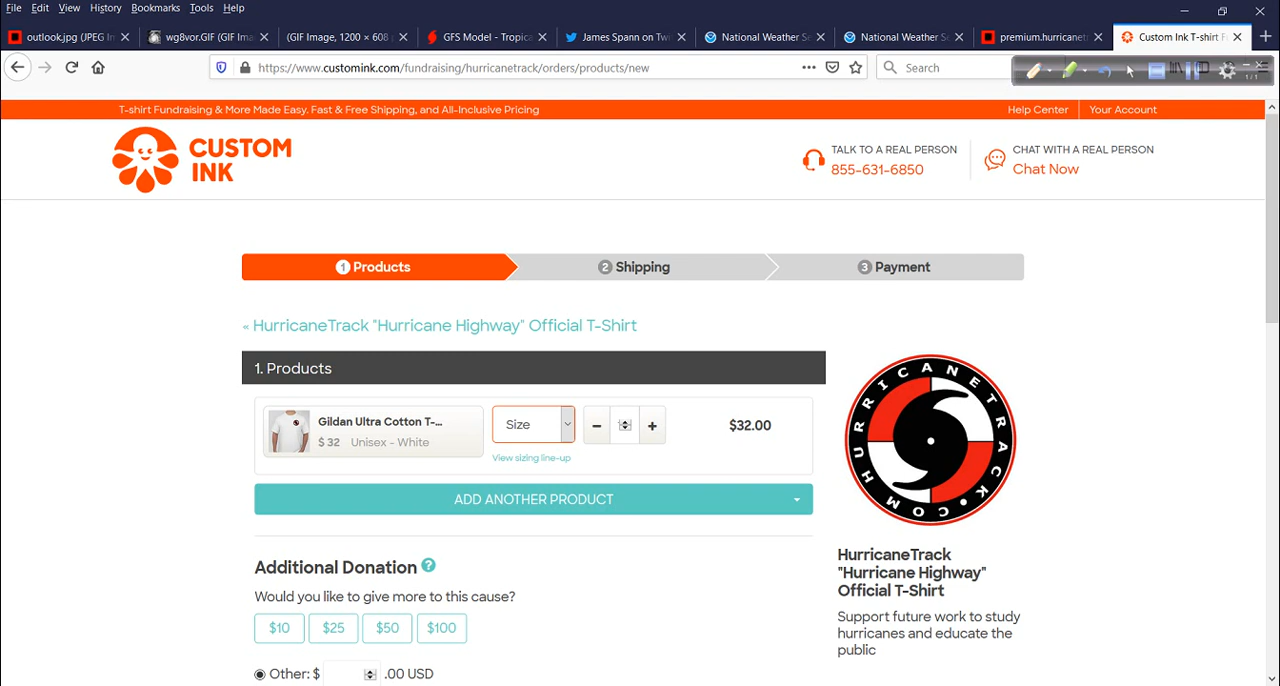 File Edit View History Bookmarks Tools Help
outlook.jpg (JPEG Im
wg8vor.GIF (GIF Imag
(GIF Image, 1200 × 608
GFS Model - Tropica
James Spann on Twi
National Weather Se
National Weather Se
premium.hurricanetr
Custom Ink T-shirt F
https://www.customink.com/fundraising/hurricanetrack/orders/products/new
Search
1/1
T-shirt Fundraising & More Made Easy. Fast & Free Shipping, and All-Inclusive Pricing
Help Center
Your Account
CUSTOM
INK
TALK TO A REAL PERSON
855-631-6850
CHAT WITH A REAL PERSON
Chat Now
1 Products
2 Shipping
3 Payment
« HurricaneTrack "Hurricane Highway" Official T-Shirt
1. Products
Gildan Ultra Cotton T-...
$ 32 Unisex - White
Size
View sizing line-up
$32.00
ADD ANOTHER PRODUCT
HURRICANETRACK.COM
Additional Donation ?
Would you like to give more to this cause?
$10 $25 $50 $100
Other: $ .00 USD
HurricaneTrack
"Hurricane Highway"
Official T-Shirt
Support future work to study
hurricanes and educate the
public